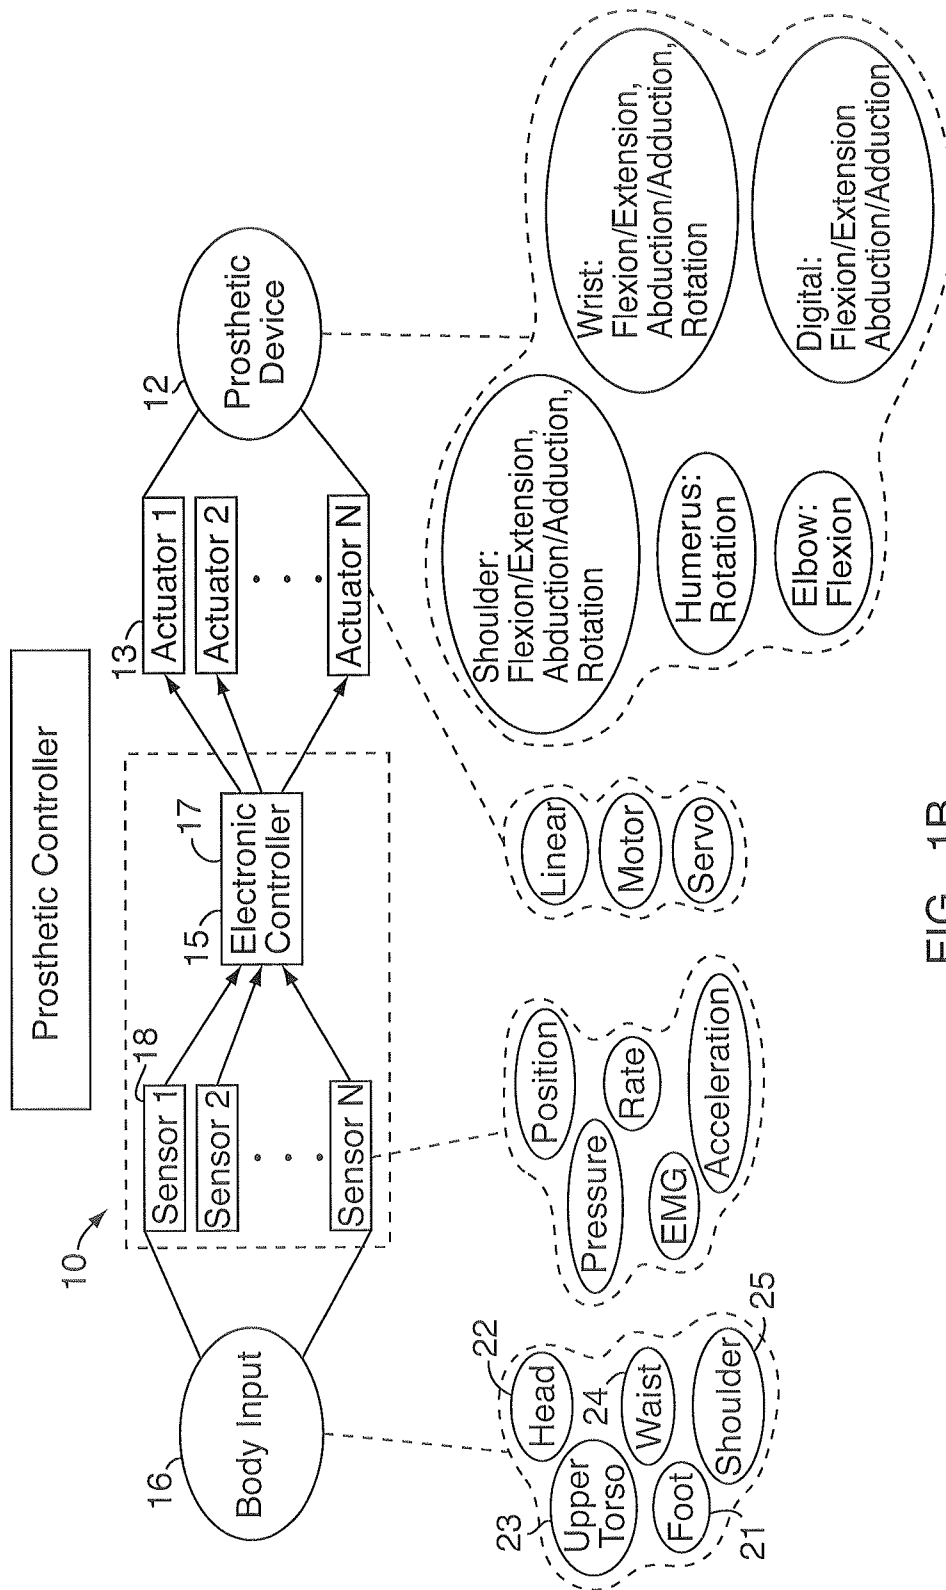 Prosthetic Controller
10
18
Sensor 1
Sensor 2
Sensor N
16
Body Input
15
17
Electronic
Controller
13
Actuator 1
Actuator 2
Actuator N
12
Prosthetic
Device
23
Upper
Torso
22
Head
24
Waist
Foot
21
Shoulder
25
Position
Pressure
Rate
EMG
Acceleration
Linear
Motor
Servo
Shoulder:
Flexion/Extension,
Abduction/Adduction,
Rotation
Wrist:
Flexion/Extension,
Abduction/Adduction,
Rotation
Humerus:
Rotation
Elbow:
Flexion
Digital:
Flexion/Extension
Abduction/Adduction
FIG. 1B